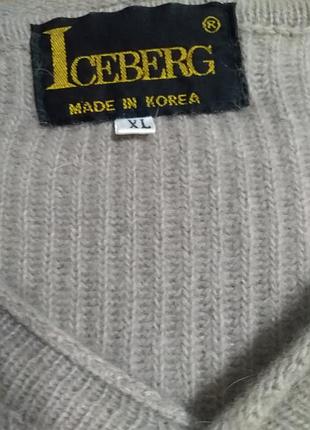 ICEBERG ®
MADE IN KOREA
XL